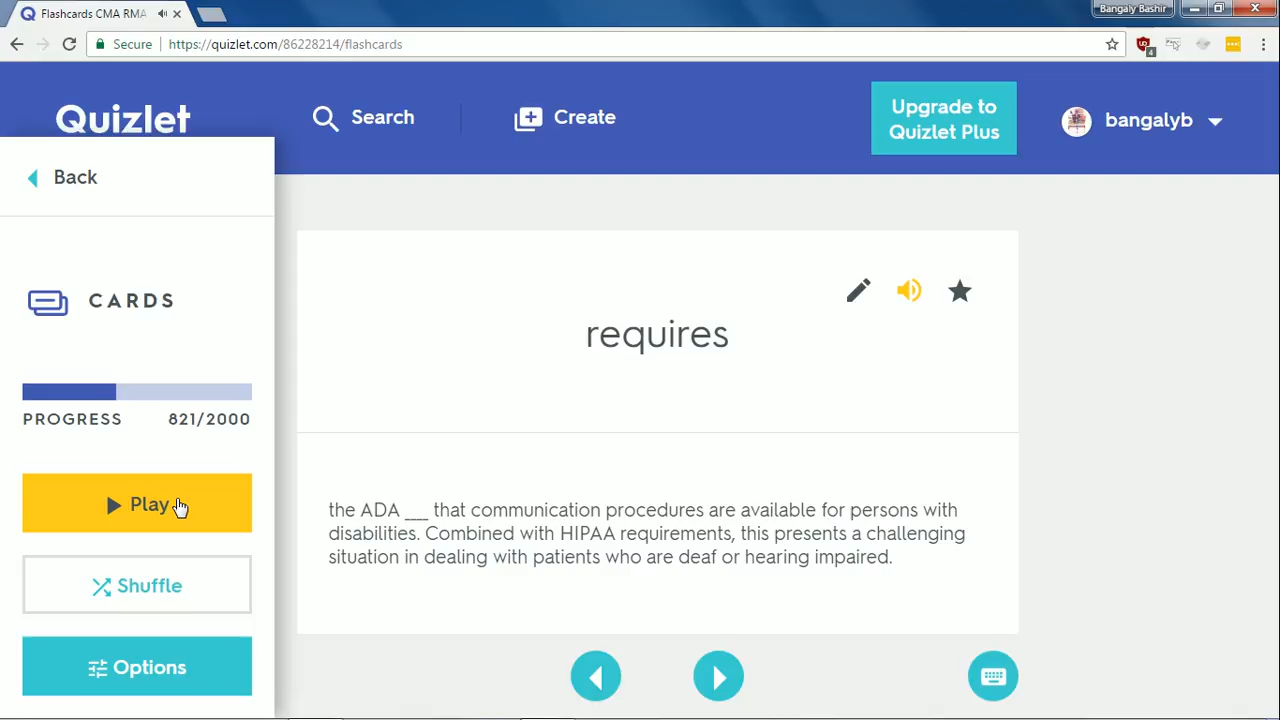 Flashcards CMA RMA
Bangaly Bashir
Secure
https://quizlet.com/86228214/flashcards
4
Quizlet
Search
Create
Upgrade to
Quizlet Plus
bangalyb
Back
CARDS
PROGRESS 821/2000
Play
Shuffle
Options
requires
the ADA ____ that communication procedures are available for persons with
disabilities. Combined with HIPAA requirements, this presents a challenging
situation in dealing with patients who are deaf or hearing impaired.